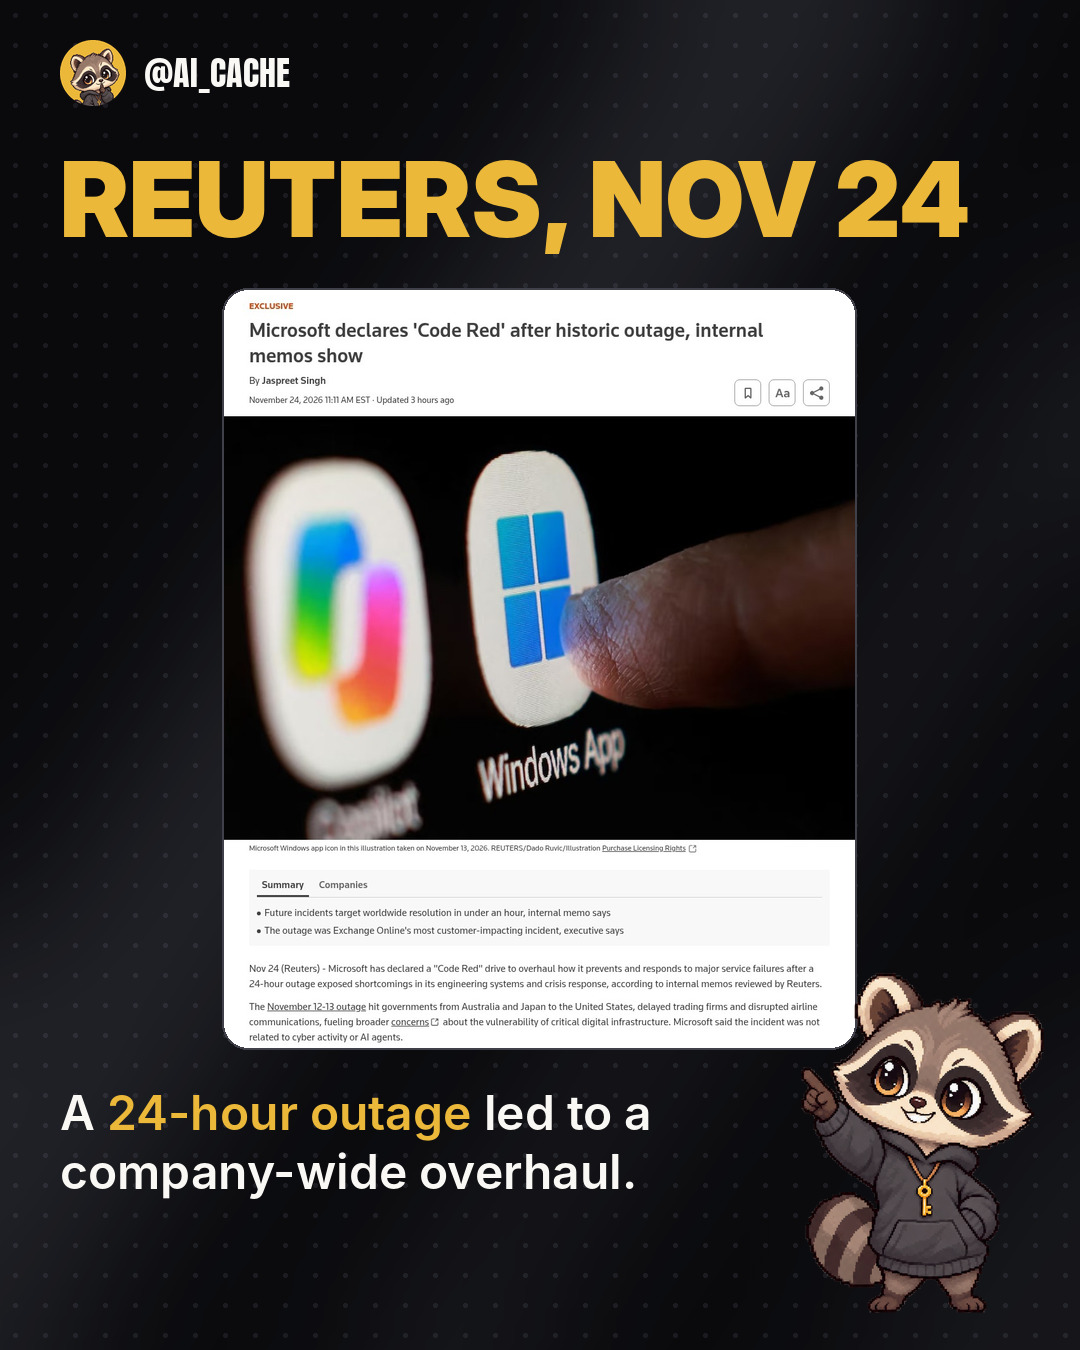 @AI_CACHE
REUTERS, NOV 24
EXCLUSIVE
Microsoft declares 'Code Red' after historic outage, internal
memos show
By Jaspreet Singh
November 24, 2026 11:11 AM EST · Updated 3 hours ago
Aa
Copilot
Windows App
Microsoft Windows app icon in this illustration taken on November 13, 2026. REUTERS/Dado Ruvic/Illustration Purchase Licensing Rights
Summary Companies
• Future incidents target worldwide resolution in under an hour, internal memo says
• The outage was Exchange Online's most customer-impacting incident, executive says
Nov 24 (Reuters) - Microsoft has declared a "Code Red" drive to overhaul how it prevents and responds to major service failures after a
24-hour outage exposed shortcomings in its engineering systems and crisis response, according to internal memos reviewed by Reuters.
The November 12-13 outage hit governments from Australia and Japan to the United States, delayed trading firms and disrupted airline
communications, fueling broader concerns about the vulnerability of critical digital infrastructure. Microsoft said the incident was not
related to cyber activity or AI agents.
A 24-hour outage led to a
company-wide overhaul.